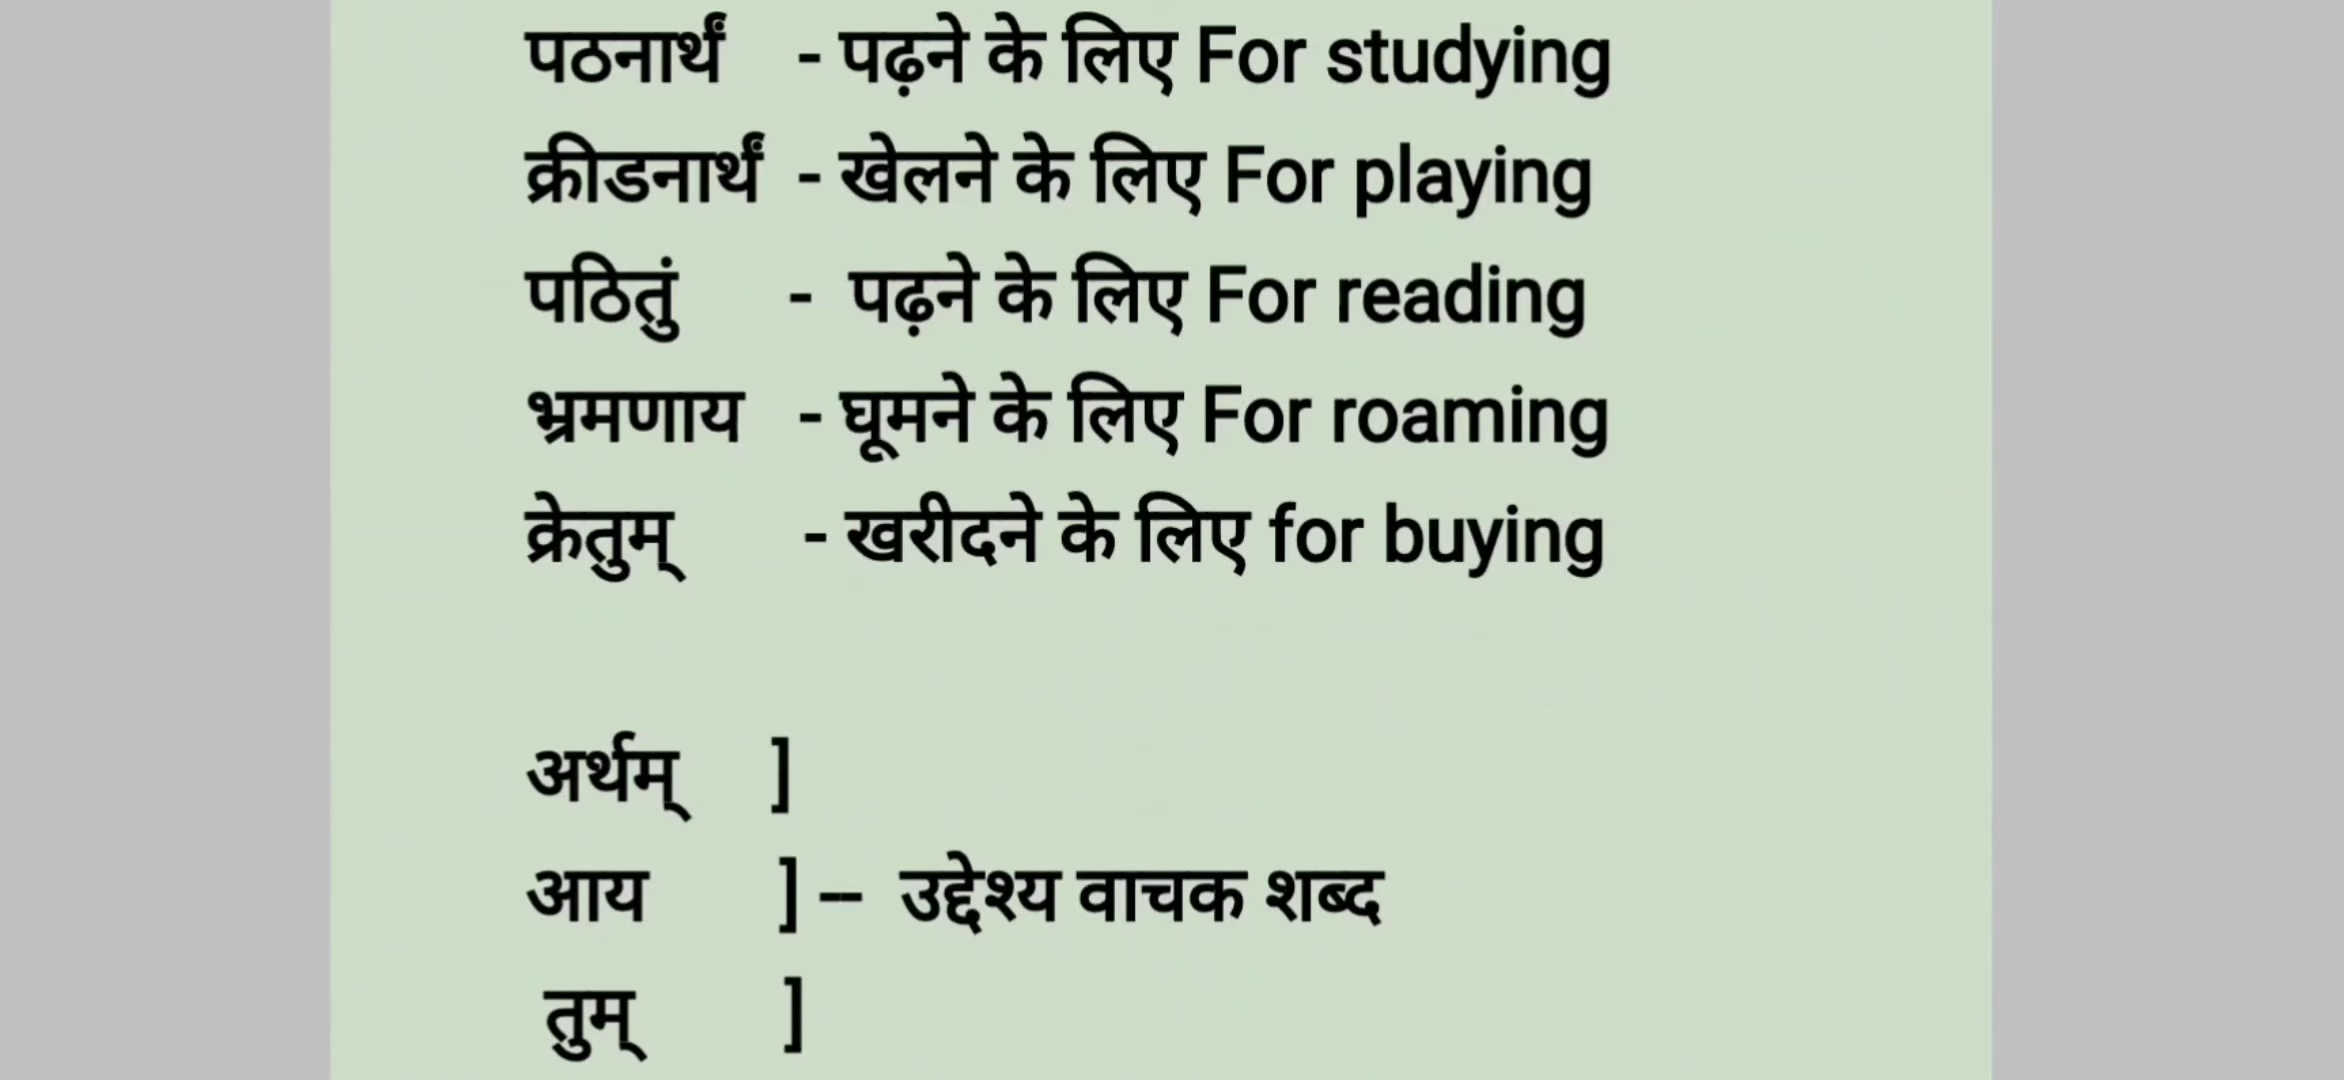 पठनार्थं - पढ़ने के लिए For studying
क्रीडनार्थं - खेलने के लिए For playing
पठितुं - पढ़ने के लिए For reading
भ्रमणाय - घूमने के लिए For roaming
क्रेतुम् - खरीदने के लिए for buying
अर्थम् ]
आय ] -- उद्देश्य वाचक शब्द
तुम् ]